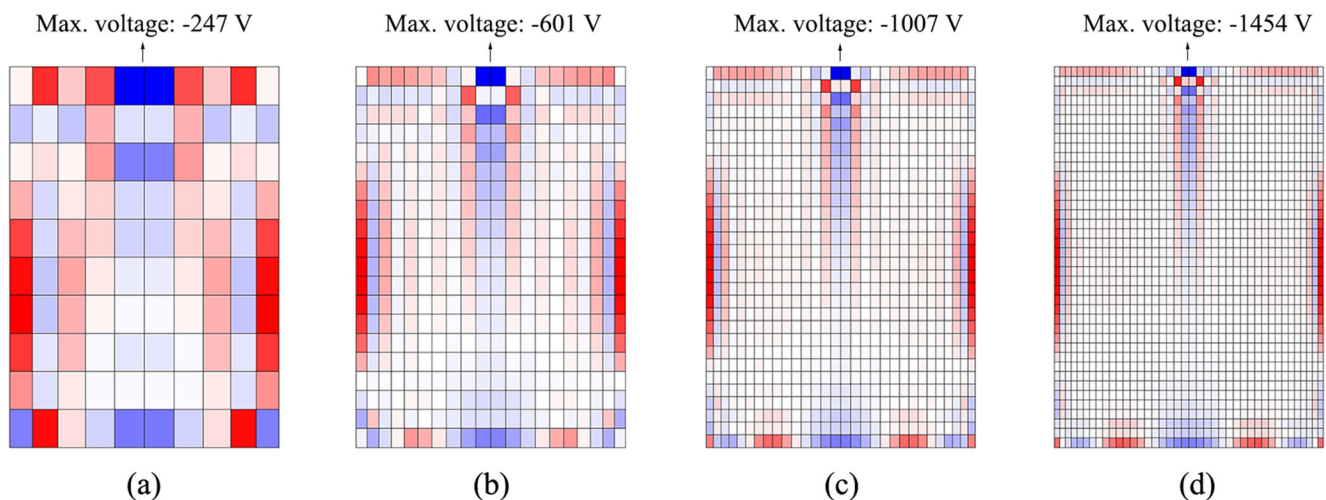 Max. voltage: -247 V
Max. voltage: -601 V
Max. voltage: -1007 V
Max. voltage: -1454 V
(a)
(b)
(c)
(d)